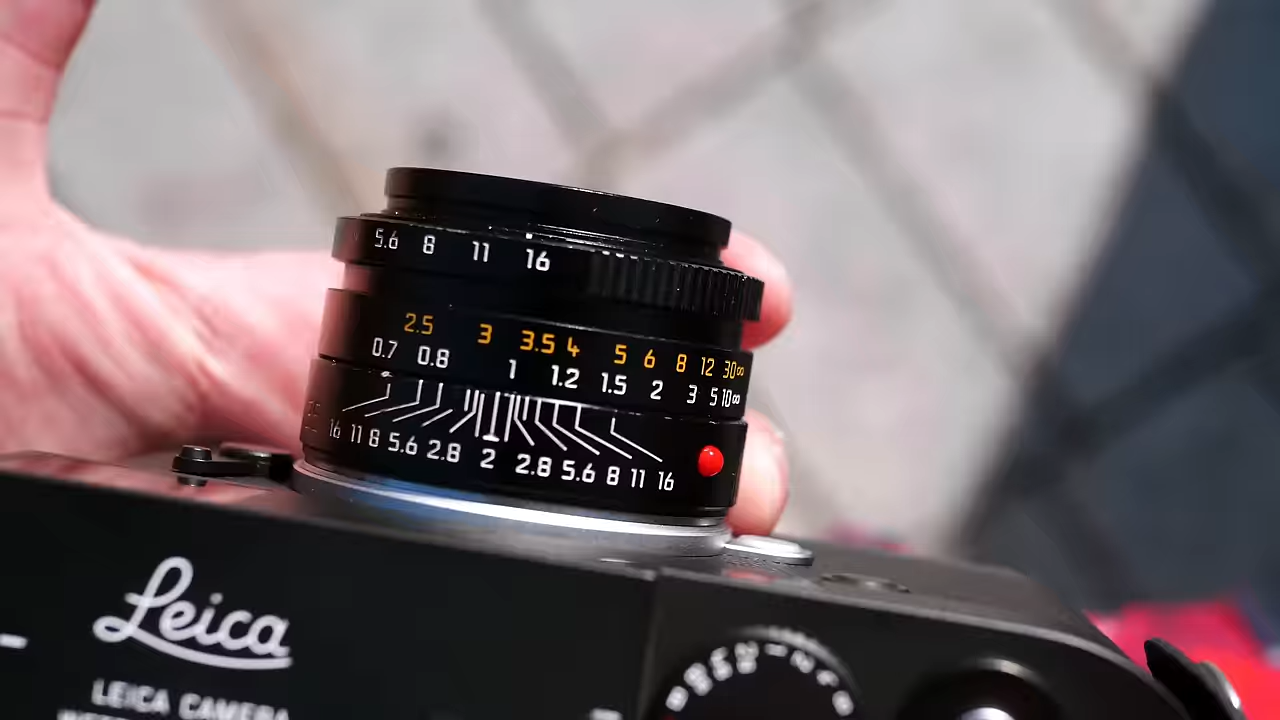 5.6 8 11 16
2.5 3 3.5 4 5 6 8 12 30∞
0.7 0.8 1 1.2 1.5 2 3 5 10∞
16 11 8 5.6 2.8 2 2.8 5.6 8 11 16
Leica
LEICA CAMERA